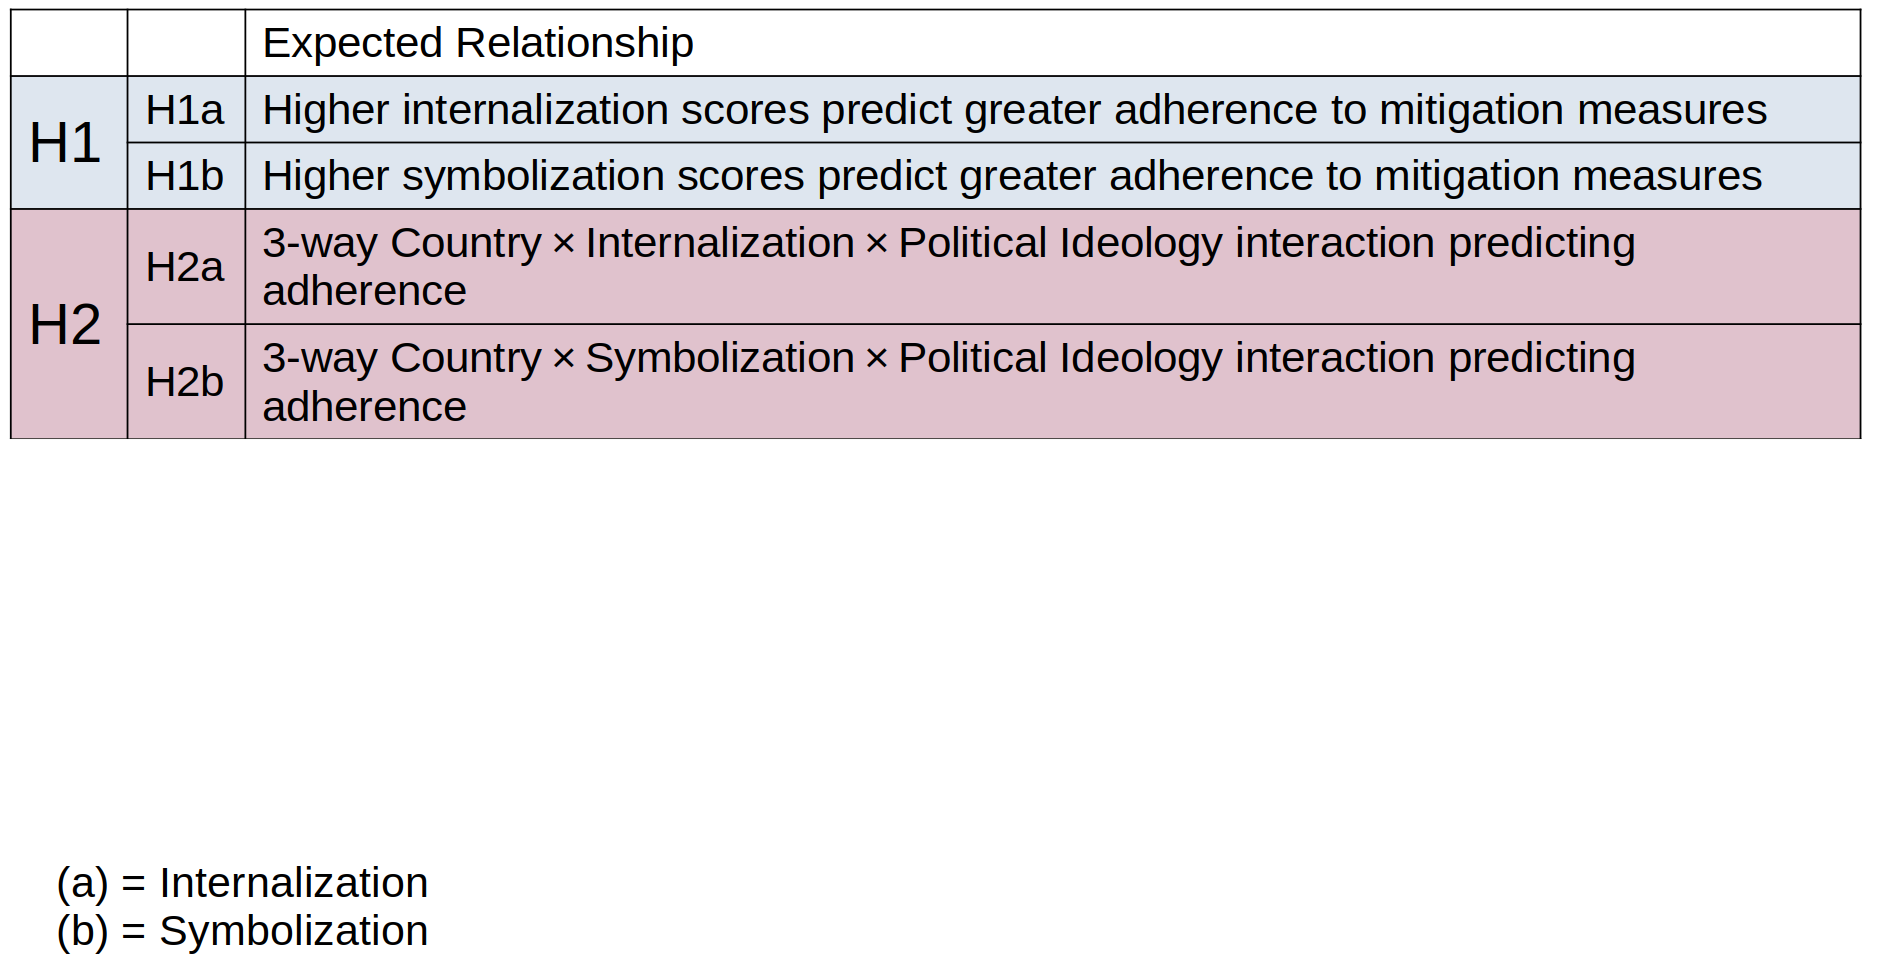 Expected Relationship
H1
H1a
Higher internalization scores predict greater adherence to mitigation measures
H1b
Higher symbolization scores predict greater adherence to mitigation measures
H2
H2a
3-way Country × Internalization × Political Ideology interaction predicting
adherence
H2b
3-way Country × Symbolization × Political Ideology interaction predicting
adherence
(a) = Internalization
(b) = Symbolization